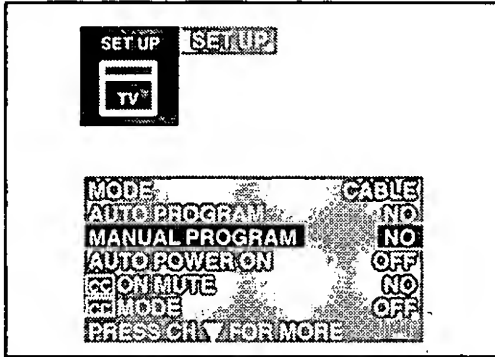 SET UP SET UP
TV
MODE CABLE
AUTO PROGRAM NO
MANUAL PROGRAM NO
AUTO POWER ON OFF
CC ON MUTE NO
CC MODE OFF
PRESS CH ▼ FOR MORE